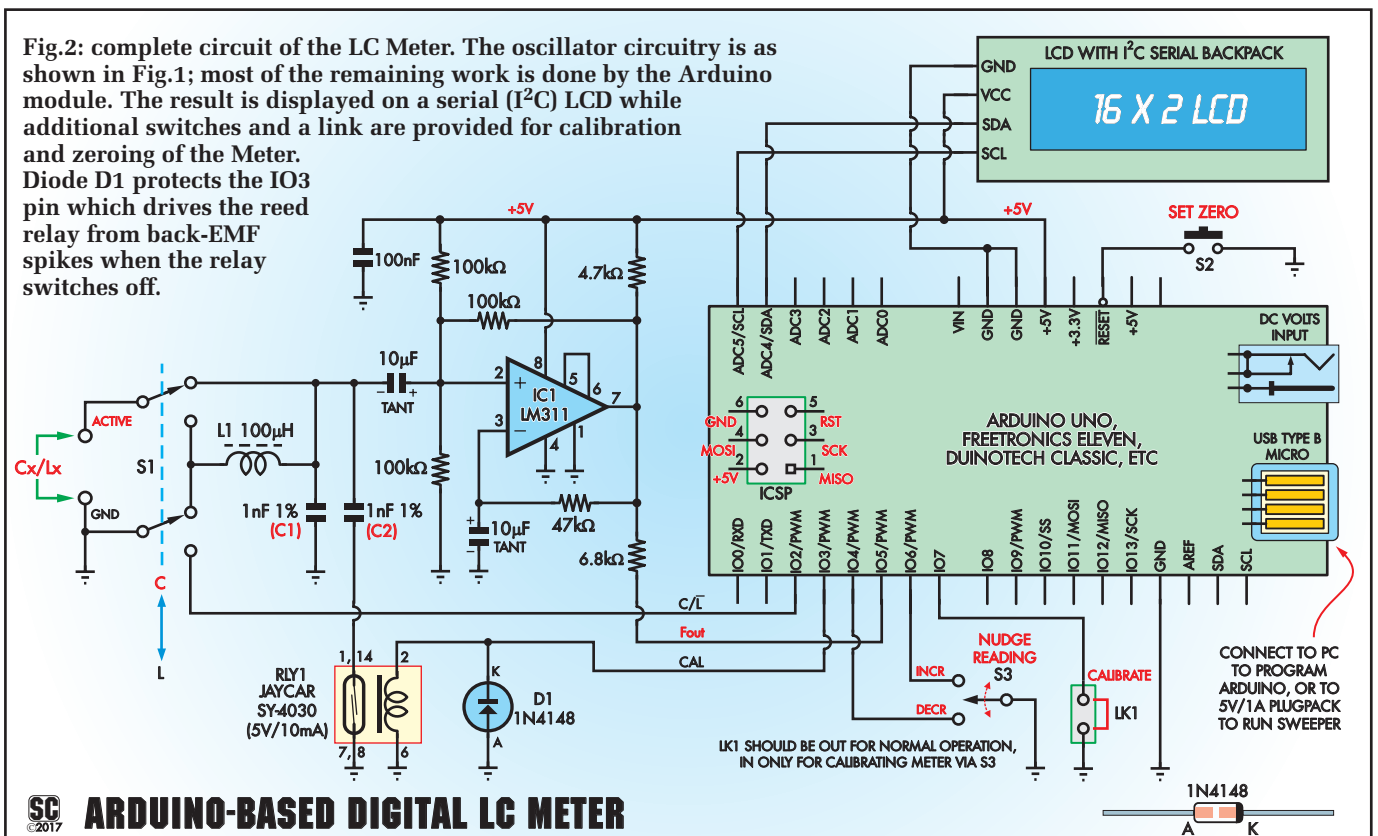 Fig.2: complete circuit of the LC Meter. The oscillator circuitry is as
shown in Fig.1; most of the remaining work is done by the Arduino
module. The result is displayed on a serial (I²C) LCD while
additional switches and a link are provided for calibration
and zeroing of the Meter.
Diode D1 protects the IO3
pin which drives the reed
relay from back-EMF
spikes when the relay
switches off.
LCD WITH I²C SERIAL BACKPACK
16 X 2 LCD
GND
VCC
SDA
SCL
+5V
+5V
SET ZERO
S2
100nF
100kΩ
4.7kΩ
100kΩ
10µF
TANT
– +
2
3
8
5
6
7
4
1
+
–
IC1
LM311
ACTIVE
Cx/Lx
GND
S1
L1 100µH
1nF 1%
(C1)
1nF 1%
(C2)
100kΩ
+
–
10µF
TANT
47kΩ
6.8kΩ
C
L
C/L̅
Fout
CAL
1, 14
2
7, 8
6
RLY1
JAYCAR
SY-4030
(5V/10mA)
K
A
D1
1N4148
ADC5/SCL
ADC4/SDA
ADC3
ADC2
ADC1
ADC0
VIN
GND
GND
+5V
+3.3V
R̅E̅S̅E̅T̅
+5V
DC VOLTS
INPUT
6
GND
5
RST
4
MOSI
3
SCK
2
+5V
1
MISO
ICSP
ARDUINO UNO,
FREETRONICS ELEVEN,
DUINOTECH CLASSIC, ETC
USB TYPE B
MICRO
IO0/RXD
IO1/TXD
IO2/PWM
IO3/PWM
IO4/PWM
IO5/PWM
IO6/PWM
IO7
IO8
IO9/PWM
IO10/SS
IO11/MOSI
IO12/MISO
IO13/SCK
GND
AREF
SDA
SCL
NUDGE
READING
S3
INCR
DECR
CALIBRATE
LK1
CONNECT TO PC
TO PROGRAM
ARDUINO, OR TO
5V/1A PLUGPACK
TO RUN SWEEPER
LK1 SHOULD BE OUT FOR NORMAL OPERATION,
IN ONLY FOR CALIBRATING METER VIA S3
SC
©2017
ARDUINO-BASED DIGITAL LC METER
1N4148
A
K